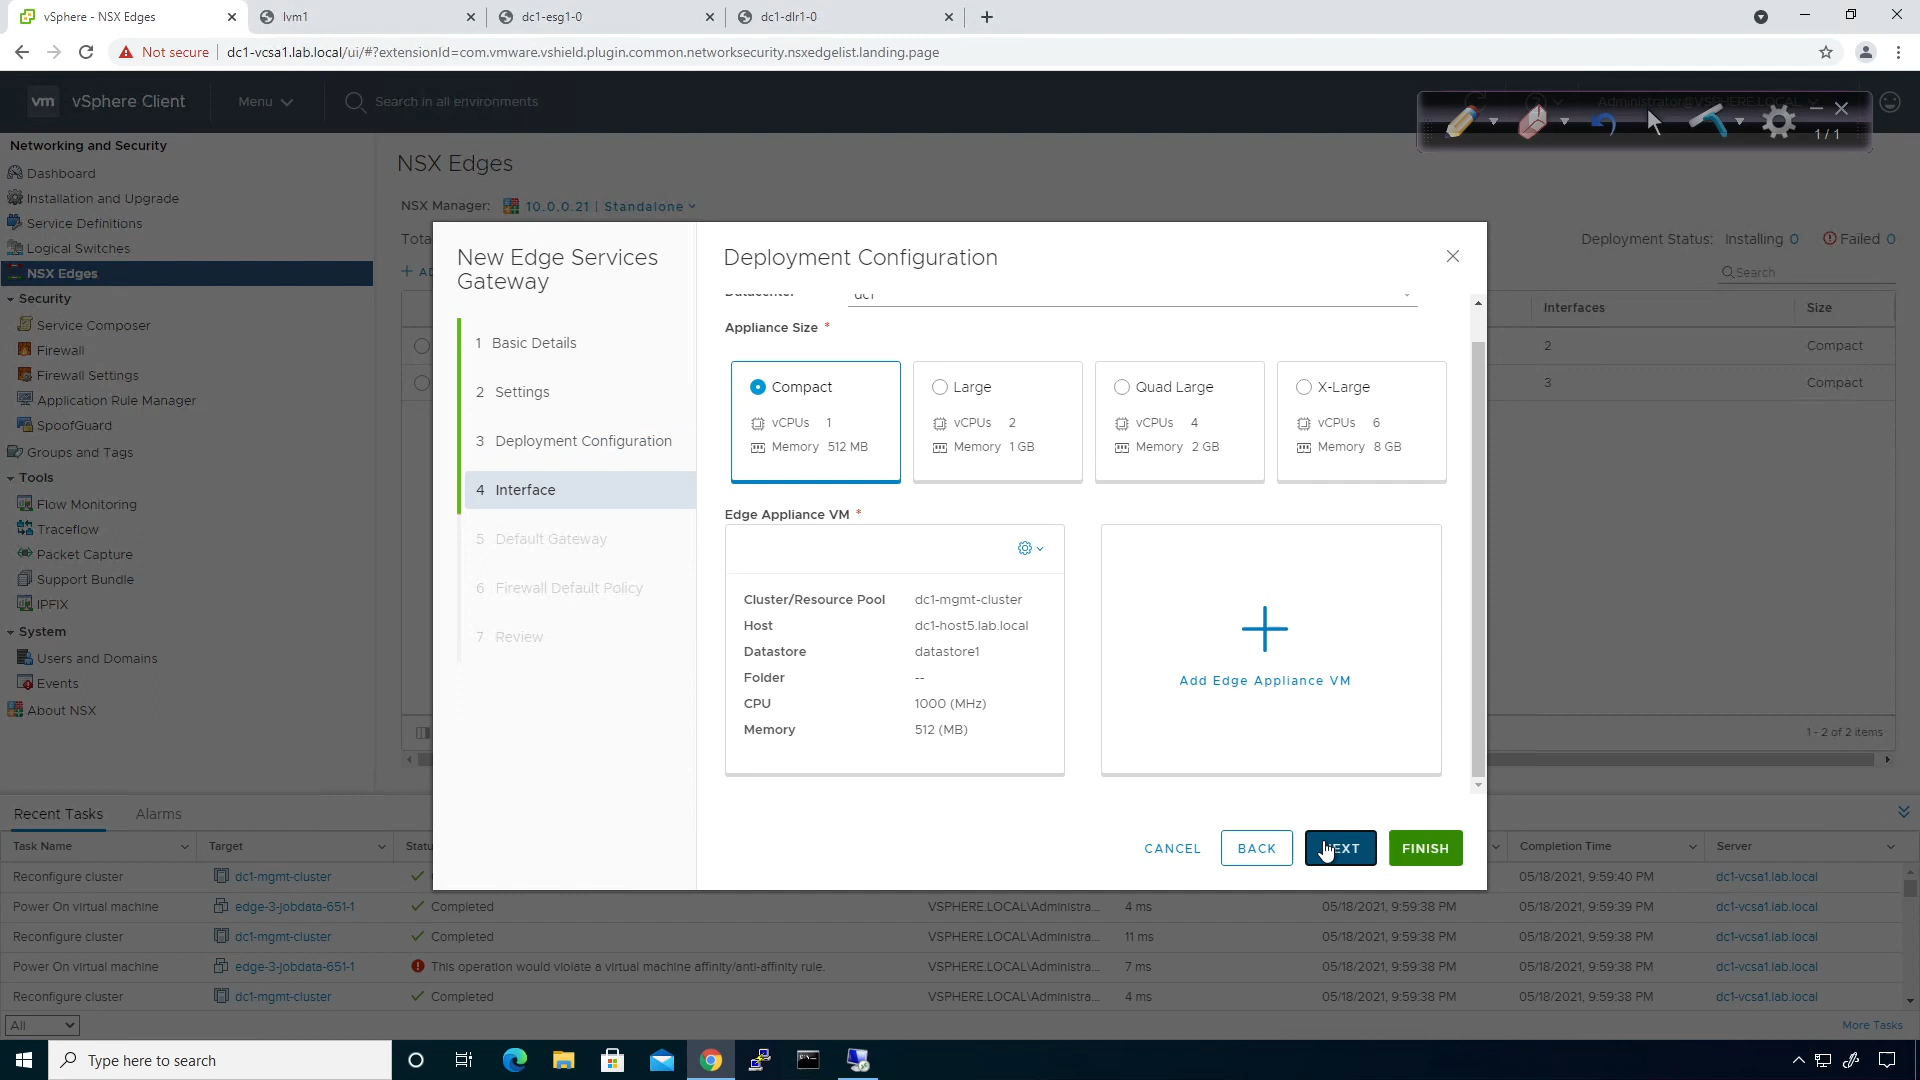 vSphere - NSX Edges
lvm1
dc1-esg1-0
dc1-dlr1-0
Not secure
dc1-vcsa1.lab.local/ui/#?extensionId=com.vmware.vshield.plugin.common.networksecurity.nsxedgelist.landing.page
vm
vSphere Client
Menu
Search in all environments
Administrator@VSPHERE.LOCAL
1 / 1
Networking and Security
Dashboard
Installation and Upgrade
Service Definitions
Logical Switches
NSX Edges
Security
Service Composer
Firewall
Firewall Settings
Application Rule Manager
SpoofGuard
Groups and Tags
Tools
Flow Monitoring
Traceflow
Packet Capture
Support Bundle
IPFIX
System
Users and Domains
Events
About NSX
NSX Edges
NSX Manager:
10.0.0.21 | Standalone
Deployment Status:
Installing 0
Failed 0
Search
Interfaces
Size
2
Compact
3
Compact
1 - 2 of 2 items
New Edge Services
Gateway
1 Basic Details
2 Settings
3 Deployment Configuration
4 Interface
5 Default Gateway
6 Firewall Default Policy
7 Review
Deployment Configuration
Datacenter
dc1
Appliance Size *
Compact
vCPUs 1
Memory 512 MB
Large
vCPUs 2
Memory 1 GB
Quad Large
vCPUs 4
Memory 2 GB
X-Large
vCPUs 6
Memory 8 GB
Edge Appliance VM *
Cluster/Resource Pool dc1-mgmt-cluster
Host dc1-host5.lab.local
Datastore datastore1
Folder --
CPU 1000 (MHz)
Memory 512 (MB)
Add Edge Appliance VM
CANCEL
BACK
NEXT
FINISH
Recent Tasks
Alarms
Task Name
Target
Statu
Completion Time
Server
Reconfigure cluster dc1-mgmt-cluster 05/18/2021, 9:59:40 PM dc1-vcsa1.lab.local
Power On virtual machine edge-3-jobdata-651-1 Completed VSPHERE.LOCAL\Administra... 4 ms 05/18/2021, 9:59:38 PM 05/18/2021, 9:59:39 PM dc1-vcsa1.lab.local
Reconfigure cluster dc1-mgmt-cluster Completed VSPHERE.LOCAL\Administra... 11 ms 05/18/2021, 9:59:38 PM 05/18/2021, 9:59:38 PM dc1-vcsa1.lab.local
Power On virtual machine edge-3-jobdata-651-1 This operation would violate a virtual machine affinity/anti-affinity rule. VSPHERE.LOCAL\Administra... 7 ms 05/18/2021, 9:59:38 PM 05/18/2021, 9:59:38 PM dc1-vcsa1.lab.local
Reconfigure cluster dc1-mgmt-cluster Completed VSPHERE.LOCAL\Administra... 4 ms 05/18/2021, 9:59:38 PM 05/18/2021, 9:59:38 PM dc1-vcsa1.lab.local
All
More Tasks
Type here to search